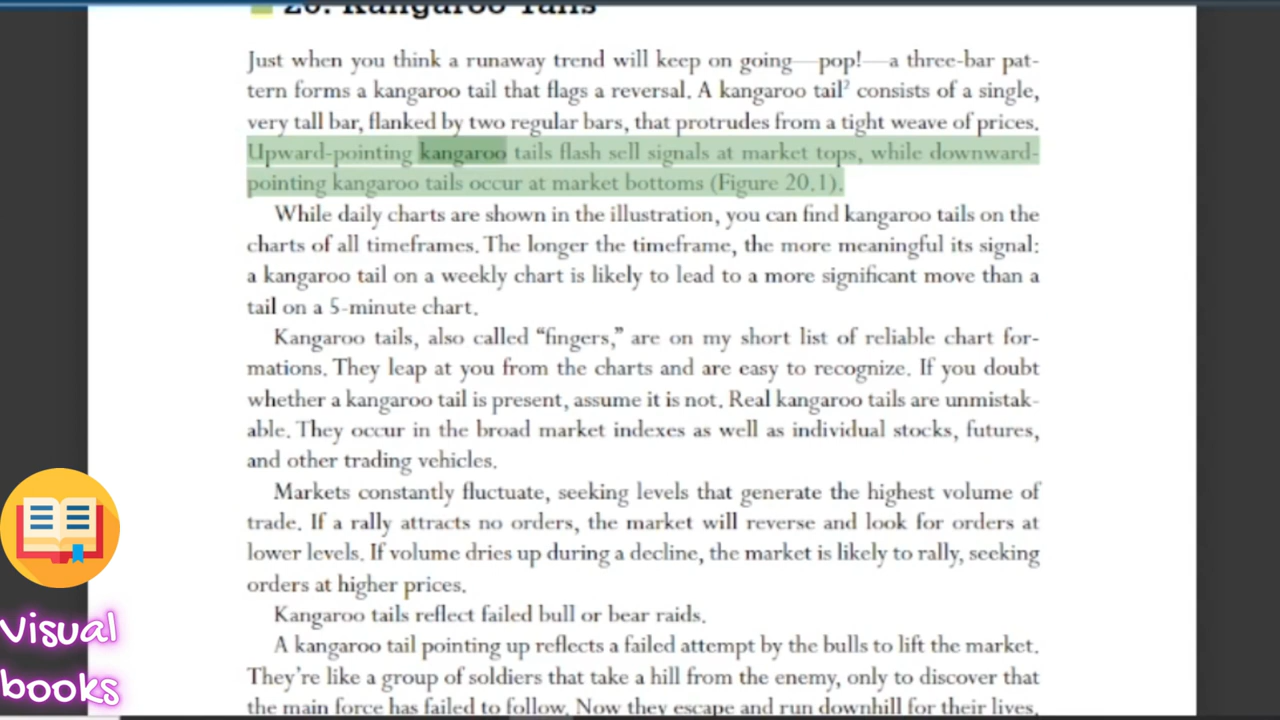 20. Kangaroo Tails
Just when you think a runaway trend will keep on going—pop!—a three-bar pat-
tern forms a kangaroo tail that flags a reversal. A kangaroo tail² consists of a single,
very tall bar, flanked by two regular bars, that protrudes from a tight weave of prices.
Upward-pointing kangaroo tails flash sell signals at market tops, while downward-
pointing kangaroo tails occur at market bottoms (Figure 20.1).
While daily charts are shown in the illustration, you can find kangaroo tails on the
charts of all timeframes. The longer the timeframe, the more meaningful its signal:
a kangaroo tail on a weekly chart is likely to lead to a more significant move than a
tail on a 5-minute chart.
Kangaroo tails, also called “fingers,” are on my short list of reliable chart for-
mations. They leap at you from the charts and are easy to recognize. If you doubt
whether a kangaroo tail is present, assume it is not. Real kangaroo tails are unmistak-
able. They occur in the broad market indexes as well as individual stocks, futures,
and other trading vehicles.
Markets constantly fluctuate, seeking levels that generate the highest volume of
trade. If a rally attracts no orders, the market will reverse and look for orders at
lower levels. If volume dries up during a decline, the market is likely to rally, seeking
orders at higher prices.
Kangaroo tails reflect failed bull or bear raids.
A kangaroo tail pointing up reflects a failed attempt by the bulls to lift the market.
They’re like a group of soldiers that take a hill from the enemy, only to discover that
the main force has failed to follow. Now they escape and run downhill for their lives.
Visual
books